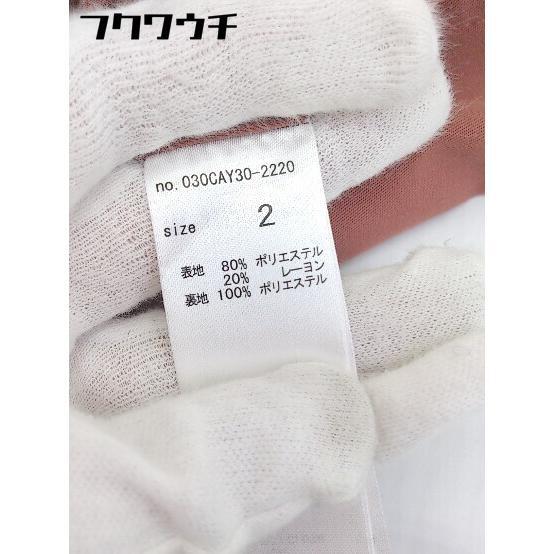 フクワウチ
no.030CAY30-2220
size 2
表地 80% ポリエステル
20% レーヨン
裏地 100% ポリエステル